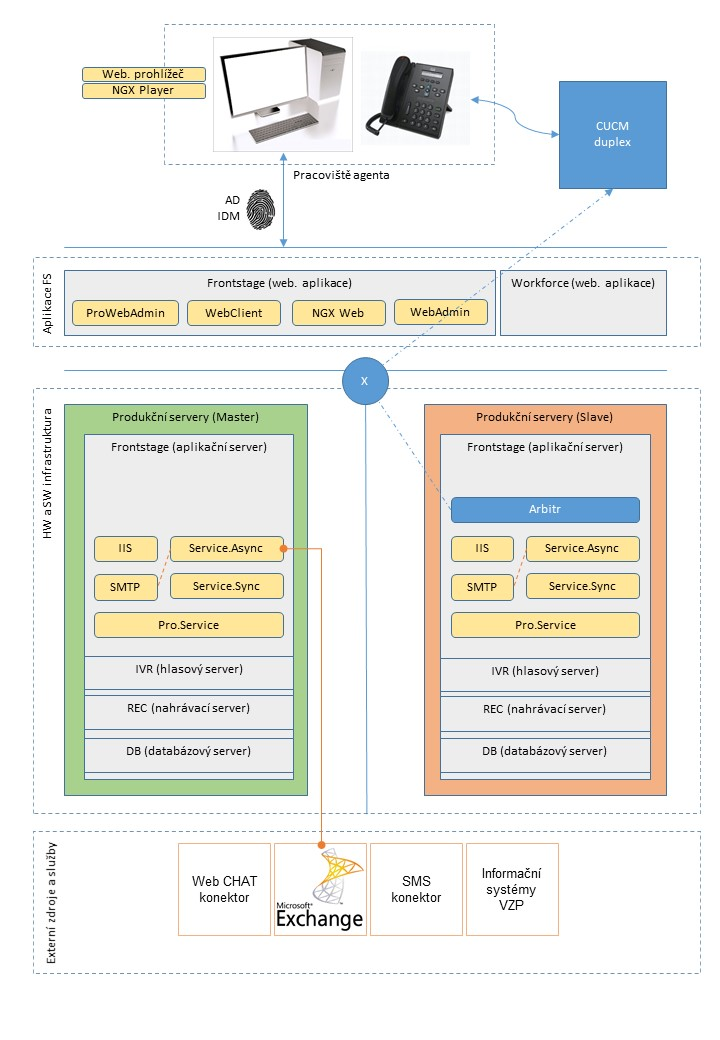 Web. prohlížeč
NGX Player
CUCM
duplex
Pracoviště agenta
AD
IDM
Aplikace FS
Frontstage (web. aplikace)
ProWebAdmin
WebClient
NGX Web
WebAdmin
Workforce (web. aplikace)
X
HW a SW infrastruktura
Produkční servery (Master)
Frontstage (aplikační server)
IIS
Service.Async
SMTP
Service.Sync
Pro.Service
IVR (hlasový server)
REC (nahrávací server)
DB (databázový server)
Produkční servery (Slave)
Frontstage (aplikační server)
Arbitr
IIS
Service.Async
SMTP
Service.Sync
Pro.Service
IVR (hlasový server)
REC (nahrávací server)
DB (databázový server)
Externí zdroje a služby
Web CHAT
konektor
Microsoft®
Exchange
SMS
konektor
Informační
systémy
VZP